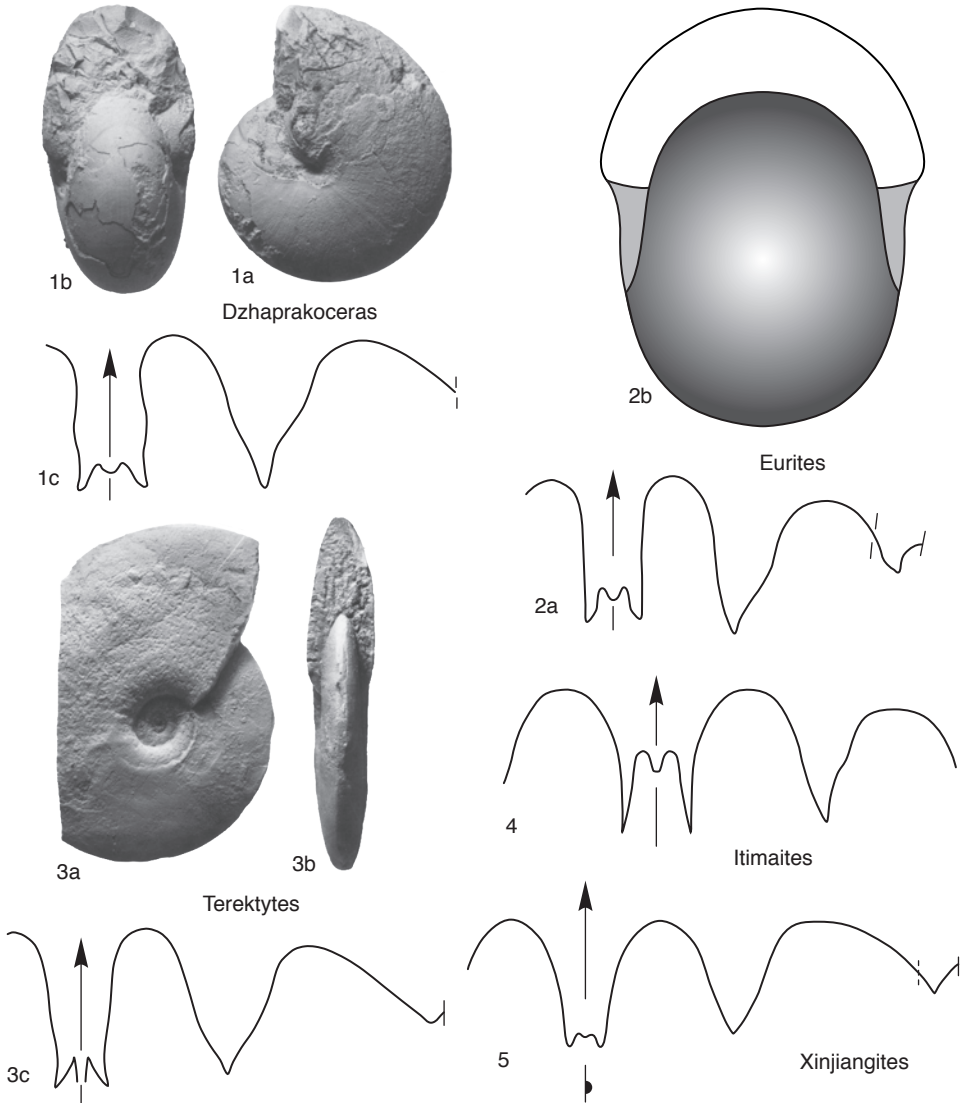 1b
1a
Dzhaprakoceras
1c
2b
Eurites
2a
3a
3b
Terektytes
3c
4
Itimaites
5
Xinjiangites